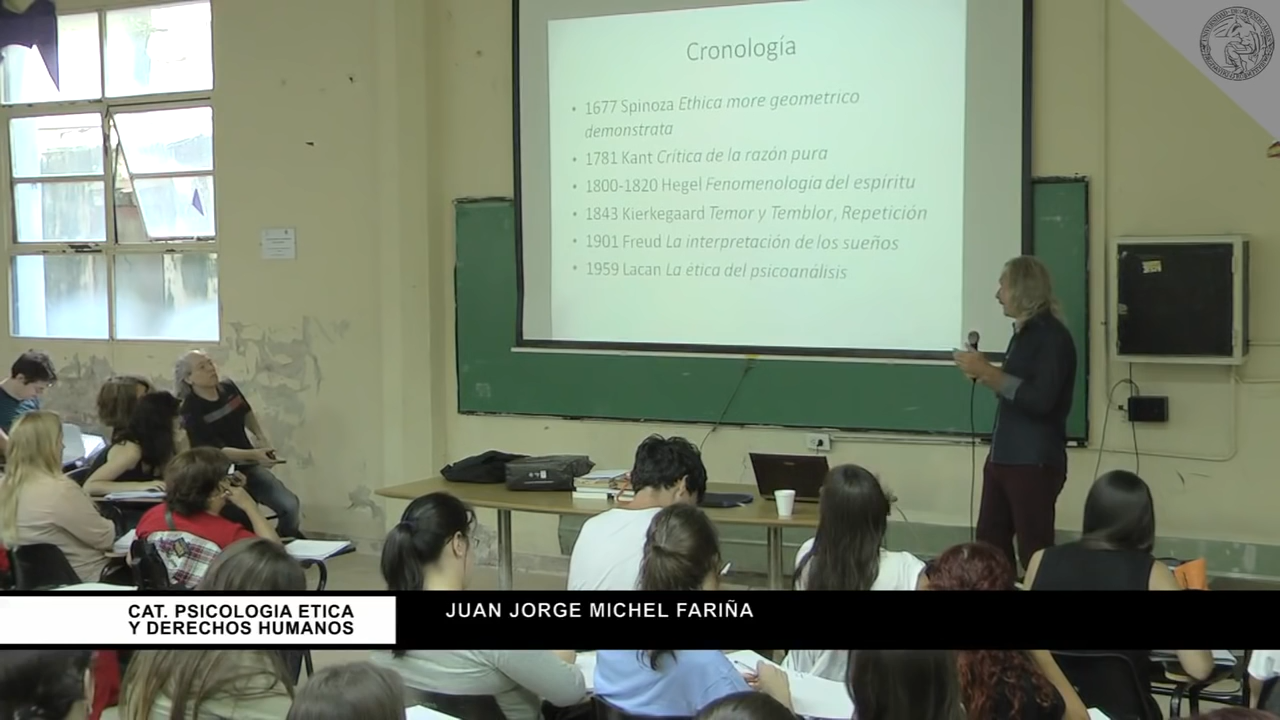 Cronología
• 1677 Spinoza Ethica more geometrico
demonstrata
• 1781 Kant Crítica de la razón pura
• 1800-1820 Hegel Fenomenología del espíritu
• 1843 Kierkegaard Temor y Temblor, Repetición
• 1901 Freud La interpretación de los sueños
• 1959 Lacan La ética del psicoanálisis
CAT. PSICOLOGIA ETICA
Y DERECHOS HUMANOS
JUAN JORGE MICHEL FARIÑA